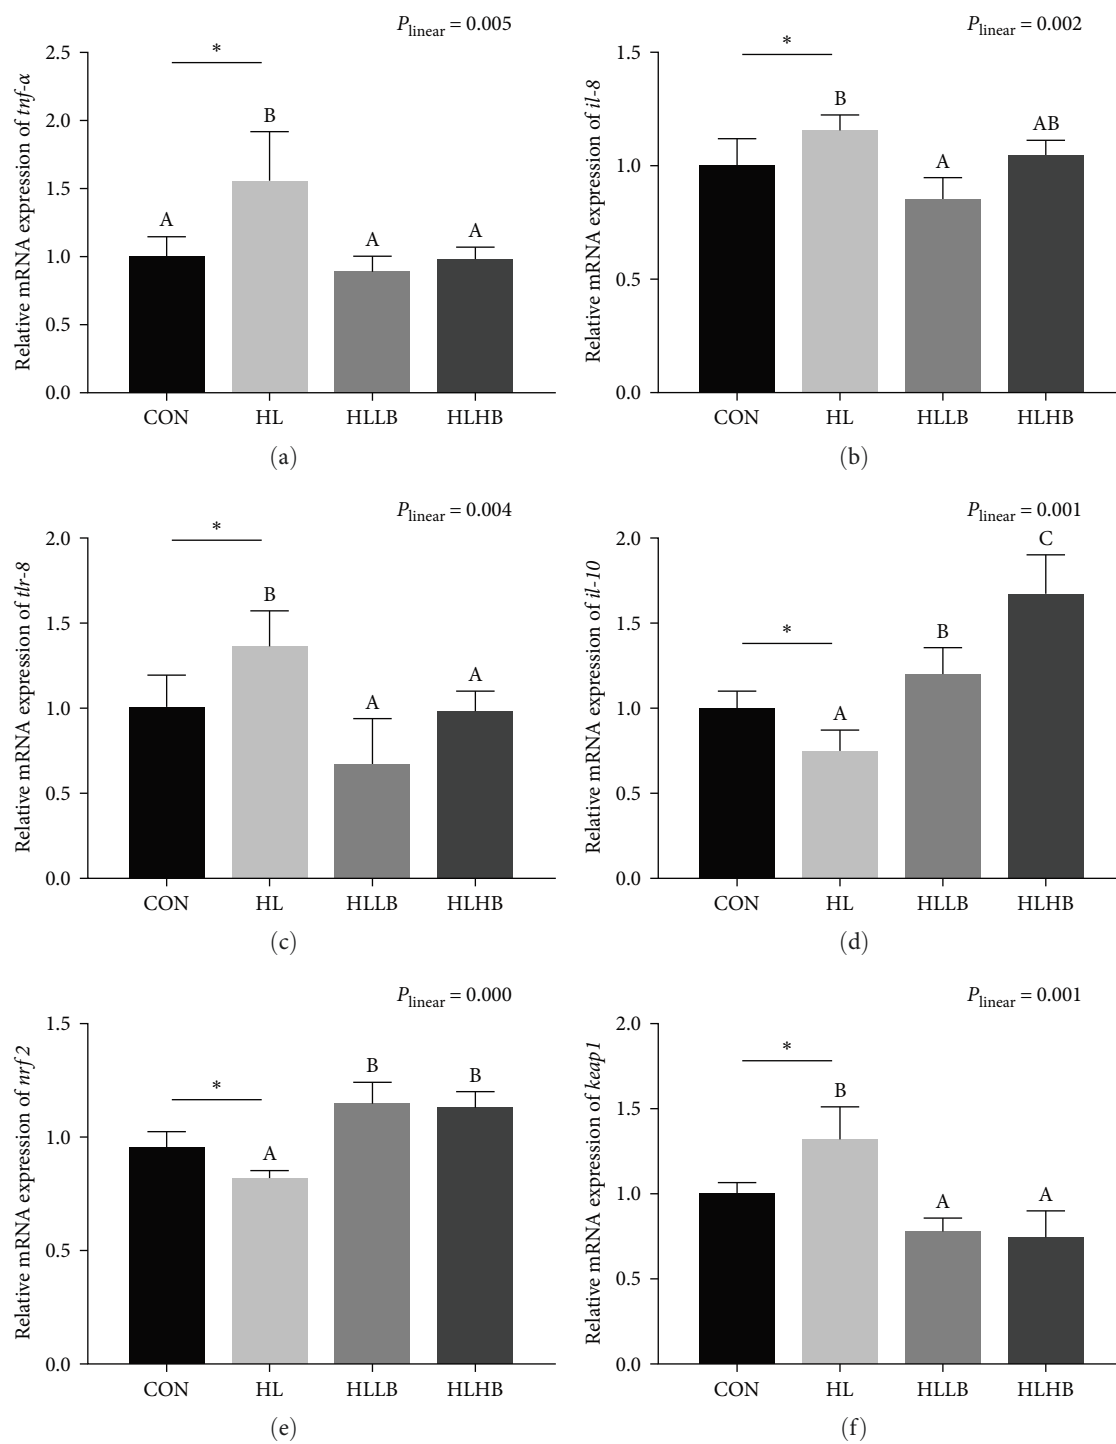 P_linear = 0.005
Relative mRNA expression of tnf-α
2.5
2.0
1.5
1.0
0.5
0.0
*
A
B
A
A
CON HL HLLB HLHB
(a)
P_linear = 0.002
Relative mRNA expression of il-8
1.5
1.0
0.5
0.0
*
B
A
AB
CON HL HLLB HLHB
(b)
P_linear = 0.004
Relative mRNA expression of tlr-8
2.0
1.5
1.0
0.5
0.0
*
B
A
A
CON HL HLLB HLHB
(c)
P_linear = 0.001
Relative mRNA expression of il-10
2.0
1.5
1.0
0.5
0.0
*
A
B
C
CON HL HLLB HLHB
(d)
P_linear = 0.000
Relative mRNA expression of nrf 2
1.5
1.0
0.5
0.0
*
A
B
B
CON HL HLLB HLHB
(e)
P_linear = 0.001
Relative mRNA expression of keap1
2.0
1.5
1.0
0.5
0.0
*
B
A
A
CON HL HLLB HLHB
(f)